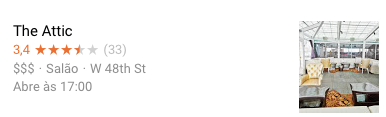 The Attic
3,4 ★★★★★ (33)
$$$ · Salão · W 48th St
Abre às 17:00